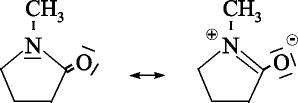 CH₃ CH₃
N O ⊕ N O ⊖